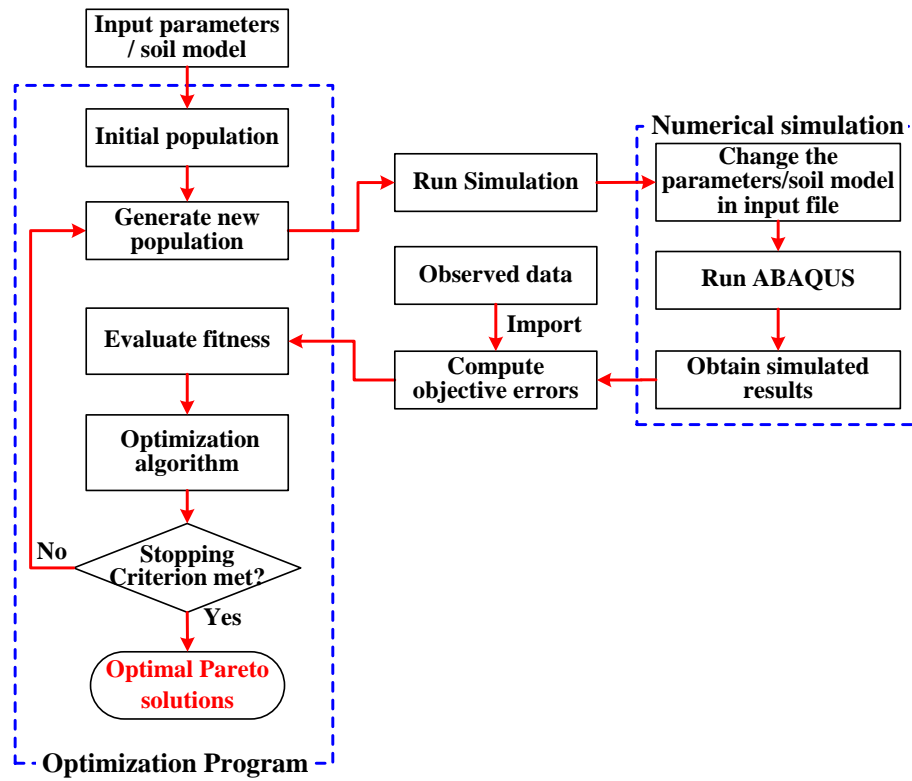 Input parameters
/ soil model
Initial population
Generate new
population
Evaluate fitness
Optimization
algorithm
Stopping
Criterion met?
No
Yes
Optimal Pareto
solutions
Optimization Program
Run Simulation
Observed data
Import
Compute
objective errors
Numerical simulation
Change the
parameters/soil model
in input file
Run ABAQUS
Obtain simulated
results